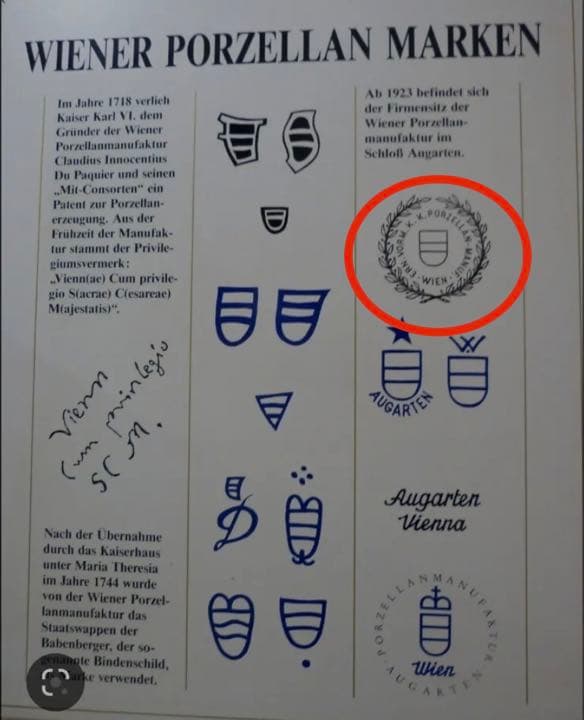 WIENER PORZELLAN MARKEN
Im Jahre 1718 verlich
Kaiser Karl VI. dem
Gründer der Wiener
Porzellanmanufaktur
Claudius Innocentius
Du Paquier und seinen
„Mit-Consorten“ ein
Patent zur Porzellan-
erzeugung. Aus der
Frühzeit der Manufak-
tur stammt der Privile-
giumsvermerk:
„Vienn(ae) Cum privile-
gio S(acrae) C(esareae)
M(ajestatis)“.
Vienn
Cum privilegio
SC M.
Nach der Übernahme
durch das Kaiserhaus
unter Maria Theresia
im Jahre 1744 wurde
von der Wiener Porzel-
lanmanufaktur das
Staatswappen der
Babenberger, der so-
genannte Bindenschild,
Marke verwendet.
Ab 1923 befindet sich
der Firmensitz der
Wiener Porzellan-
manufaktur im
Schloß Augarten.
ERN. VORM. K. K. PORZELLAN-MANUF. WIEN
W
AUGARTEN
Augarten
Vienna
PORZELLANMANUFAKTUR
AUGARTEN
Wien